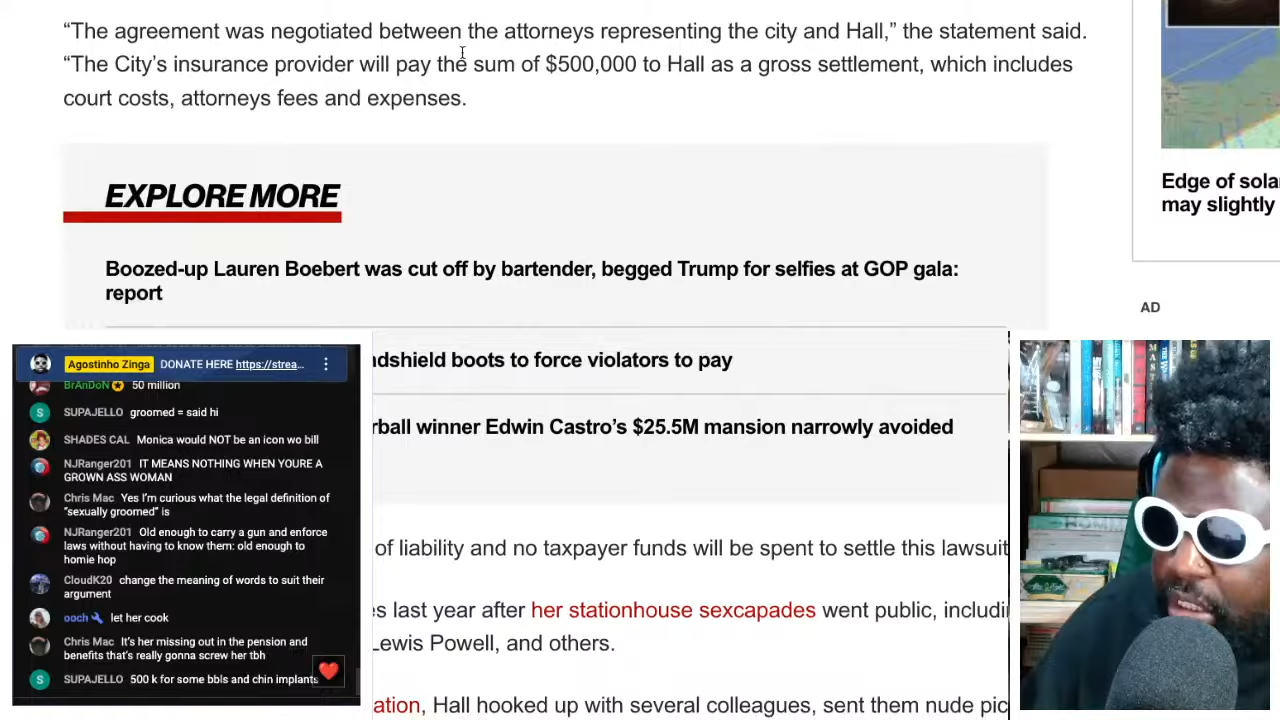 “The agreement was negotiated between the attorneys representing the city and Hall,” the statement said.
“The City’s insurance provider will pay the sum of $500,000 to Hall as a gross settlement, which includes
court costs, attorneys fees and expenses.
EXPLORE MORE
Boozed-up Lauren Boebert was cut off by bartender, begged Trump for selfies at GOP gala:
report
dshield boots to force violators to pay
rball winner Edwin Castro’s $25.5M mansion narrowly avoided
of liability and no taxpayer funds will be spent to settle this lawsuit
es last year after her stationhouse sexcapades went public, includi
Lewis Powell, and others.
ation, Hall hooked up with several colleagues, sent them nude pic
Edge of sola
may slightly
AD
Agostinho Zinga DONATE HERE https://strea...
BrAnDoN 50 million
S SUPAJELLO groomed = said hi
SHADES CAL Monica would NOT be an icon wo bill
NJRanger201 IT MEANS NOTHING WHEN YOURE A
GROWN ASS WOMAN
Chris Mac Yes I’m curious what the legal definition of
“sexually groomed” is
NJRanger201 Old enough to carry a gun and enforce
laws without having to know them: old enough to
homie hop
CloudK20 change the meaning of words to suit their
argument
ooch let her cook
Chris Mac It’s her missing out in the pension and
benefits that’s really gonna screw her tbh
S SUPAJELLO 500 k for some bbls and chin implants